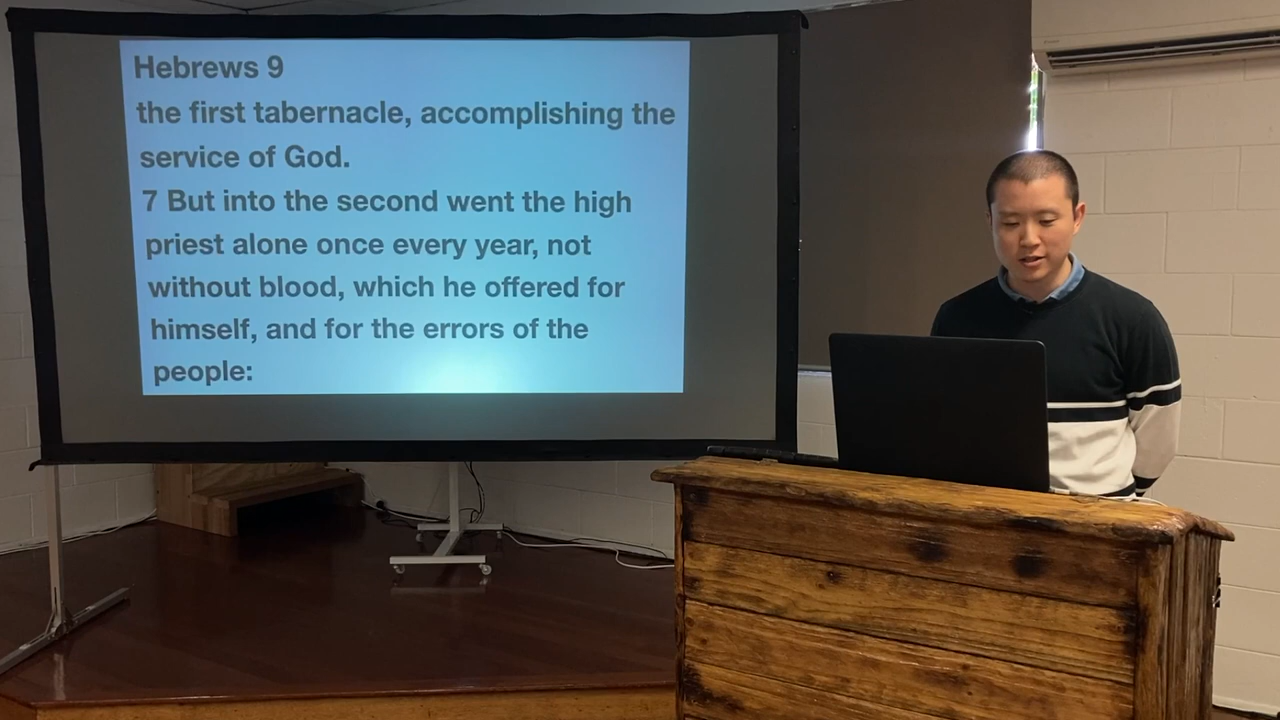 Hebrews 9
the first tabernacle, accomplishing the
service of God.
7 But into the second went the high
priest alone once every year, not
without blood, which he offered for
himself, and for the errors of the
people: